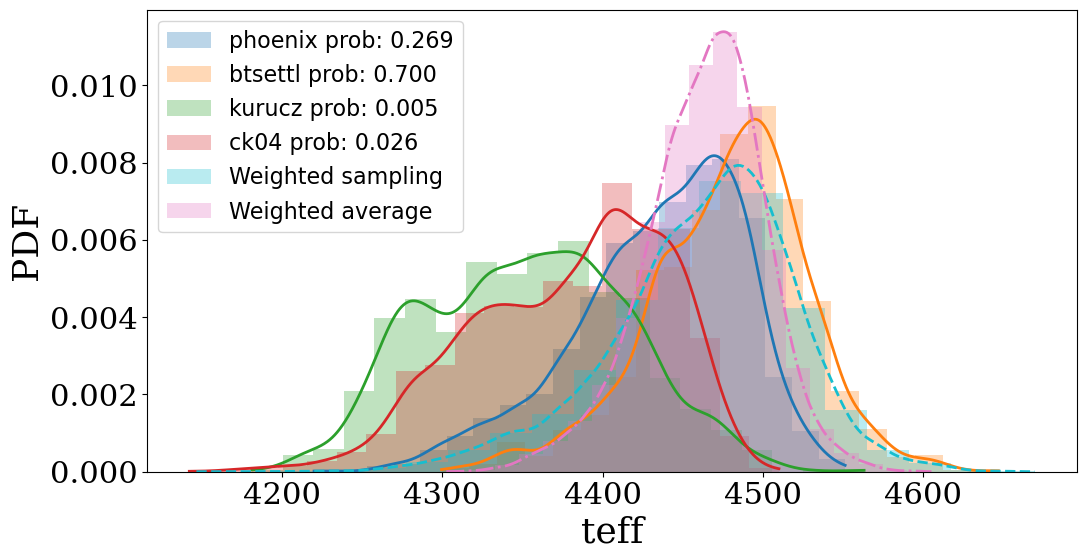 phoenix prob: 0.269
btsettl prob: 0.700
kurucz prob: 0.005
ck04 prob: 0.026
Weighted sampling
Weighted average
PDF
0.010
0.008
0.006
0.004
0.002
0.000
4200 4300 4400 4500 4600
teff